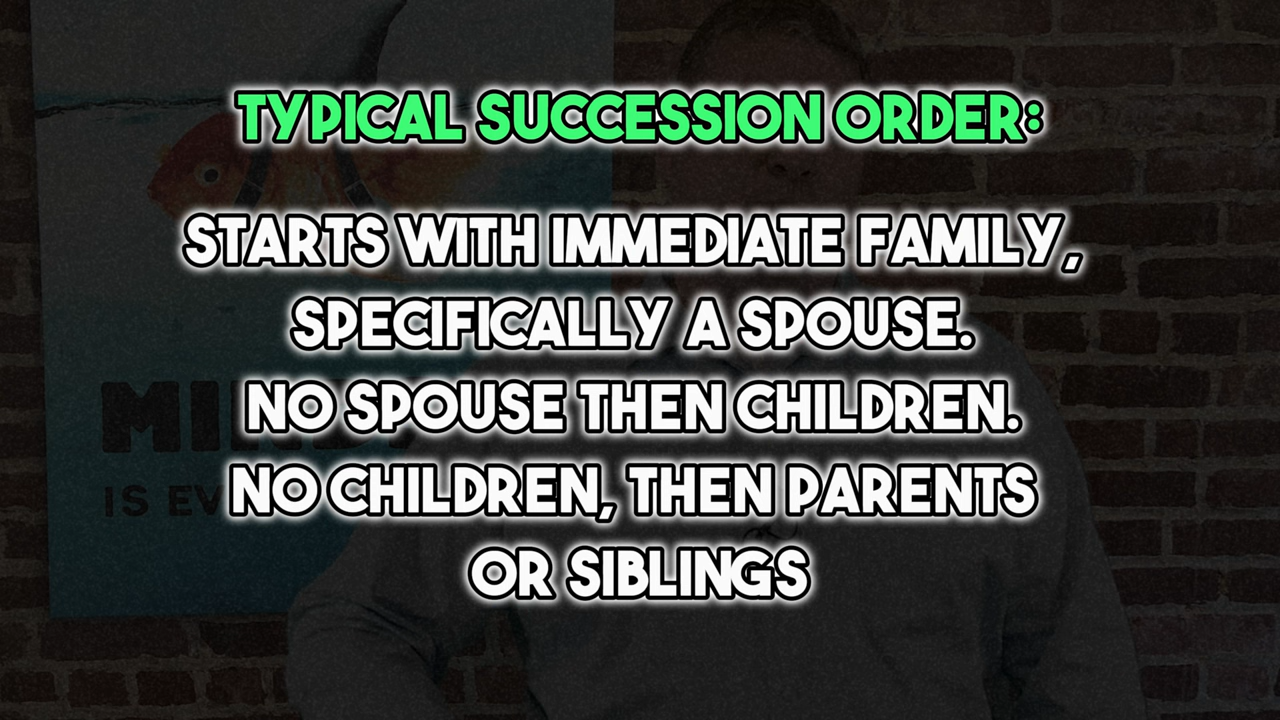 TYPICAL SUCCESSION ORDER:
STARTS WITH IMMEDIATE FAMILY,
SPECIFICALLY A SPOUSE.
NO SPOUSE THEN CHILDREN.
NO CHILDREN, THEN PARENTS
OR SIBLINGS